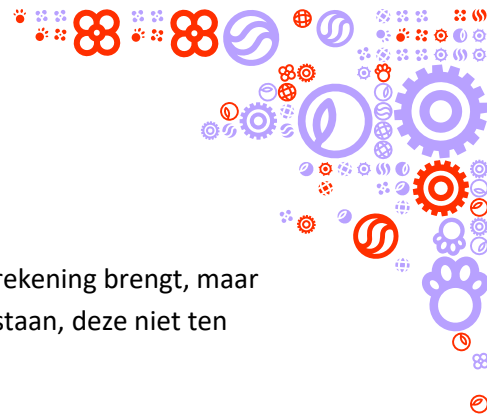 rekening brengt, maar
staan, deze niet ten